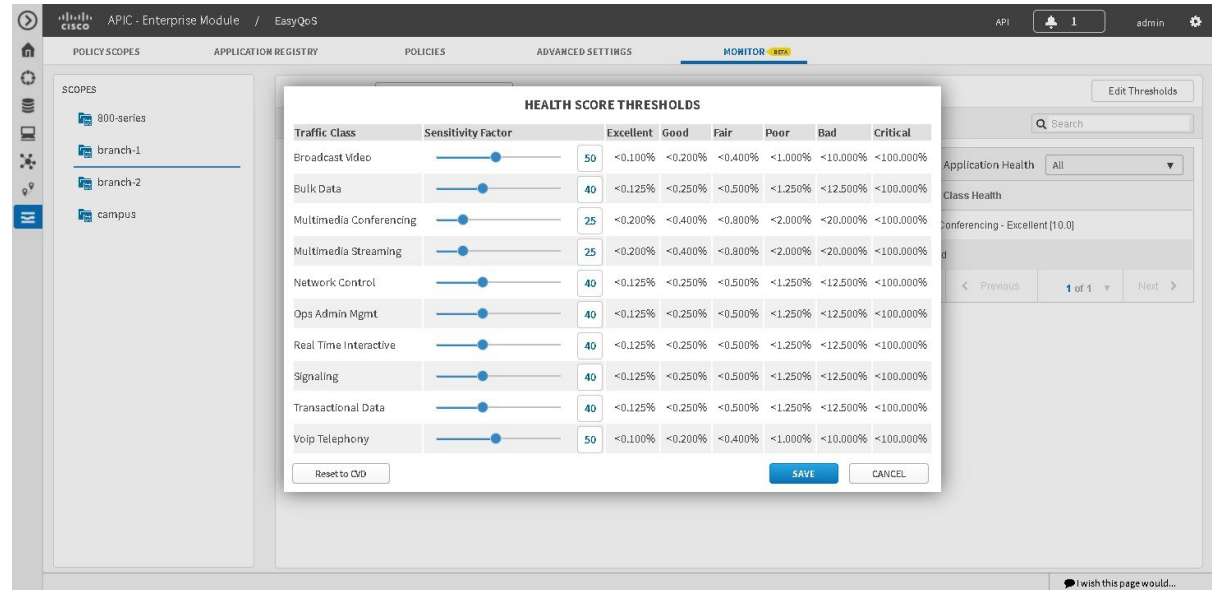 cisco APIC - Enterprise Module / EasyQoS API 1 admin
POLICY SCOPES APPLICATION REGISTRY POLICIES ADVANCED SETTINGS MONITOR BETA
SCOPES
800-series
branch-1
branch-2
campus
Edit Thresholds
Search
Application Health All
Class Health
Conferencing - Excellent [10.0]
d
Previous 1 of 1 Next
HEALTH SCORE THRESHOLDS
Traffic Class Sensitivity Factor Excellent Good Fair Poor Bad Critical
Broadcast Video 50 <0.100% <0.200% <0.400% <1.000% <10.000% <100.000%
Bulk Data 40 <0.125% <0.250% <0.500% <1.250% <12.500% <100.000%
Multimedia Conferencing 25 <0.200% <0.400% <0.800% <2.000% <20.000% <100.000%
Multimedia Streaming 25 <0.200% <0.400% <0.800% <2.000% <20.000% <100.000%
Network Control 40 <0.125% <0.250% <0.500% <1.250% <12.500% <100.000%
Ops Admin Mgmt 40 <0.125% <0.250% <0.500% <1.250% <12.500% <100.000%
Real Time Interactive 40 <0.125% <0.250% <0.500% <1.250% <12.500% <100.000%
Signaling 40 <0.125% <0.250% <0.500% <1.250% <12.500% <100.000%
Transactional Data 40 <0.125% <0.250% <0.500% <1.250% <12.500% <100.000%
Voip Telephony 50 <0.100% <0.200% <0.400% <1.000% <10.000% <100.000%
Reset to CVD SAVE CANCEL
I wish this page would...